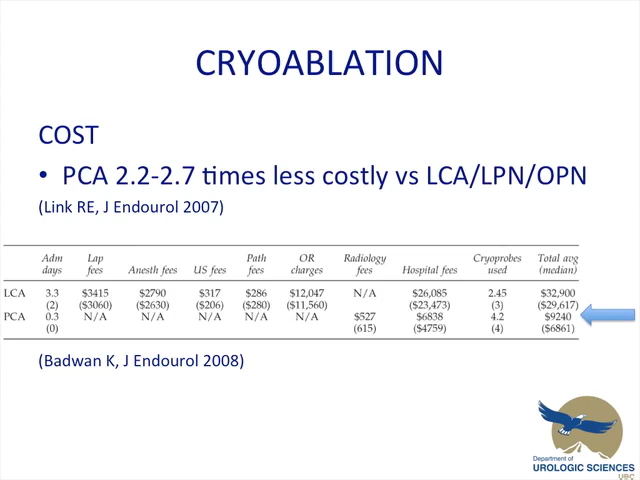 CRYOABLATION
COST
• PCA 2.2-2.7 times less costly vs LCA/LPN/OPN
(Link RE, J Endourol 2007)
Adm days Lap fees Anesth fees US fees Path fees OR charges Radiology fees Hospital fees Cryoprobes used Total avg (median)
LCA 3.3 $3415 $2790 $317 $286 $12,047 N/A $26,085 2.45 $32,900
(2) ($3060) ($2630) ($206) ($280) ($11,560) ($23,473) (3) ($29,617)
PCA 0.3 N/A N/A N/A N/A N/A $527 $6838 4.2 $9240
(0) (615) ($4759) (4) ($6861)
(Badwan K, J Endourol 2008)
Department of
UROLOGIC SCIENCES
UBC